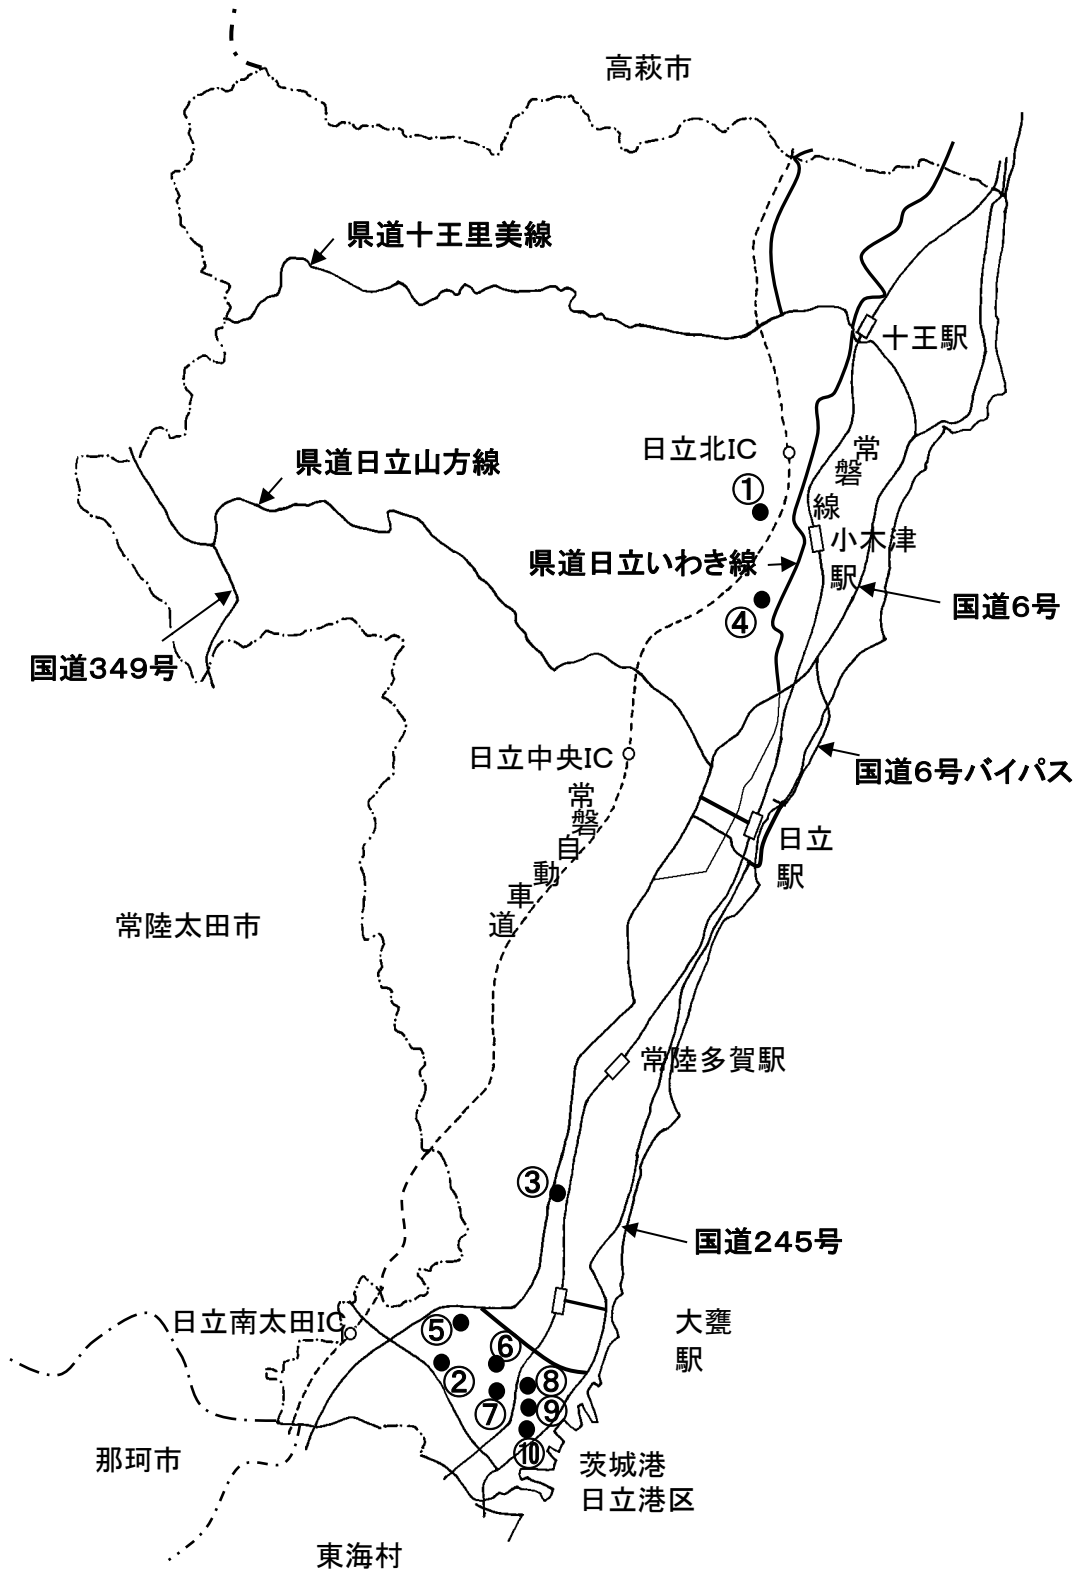 高萩市
県道十王里美線
十王駅
日立北IC
常磐線
県道日立山方線
①
小木津
駅
県道日立いわき線
国道6号
④
国道349号
日立中央IC
国道6号バイパス
常磐自動車道
日立
駅
常陸太田市
常陸多賀駅
③
国道245号
日立南太田IC
大甕
駅
⑤
⑥
②
⑧
⑦
⑨
⑩
那珂市
茨城港
日立港区
東海村